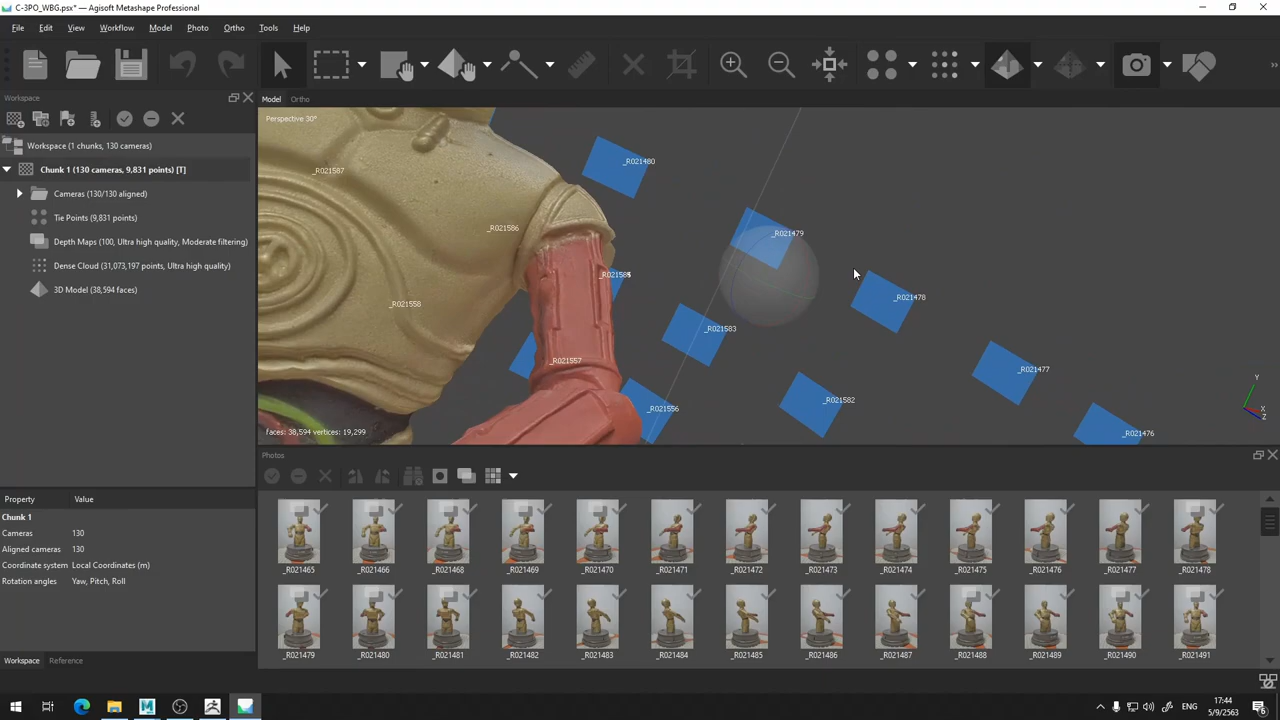 C-3PO_WBG.psx* — Agisoft Metashape Professional
File Edit View Workflow Model Photo Ortho Tools Help
Workspace
Model Ortho
Perspective 30°
Workspace (1 chunks, 130 cameras)
Chunk 1 (130 cameras, 9,831 points) [T]
Cameras (130/130 aligned)
Tie Points (9,831 points)
Depth Maps (100, Ultra high quality, Moderate filtering)
Dense Cloud (31,073,197 points, Ultra high quality)
3D Model (38,594 faces)
_R021480
_R021587
_R021586
_R021479
_R021478
_R021558
_R021583
_R021557
_R021477
_R021556
_R021582
_R021476
Y
X
Z
faces: 38,594 vertices: 19,299
Photos
Property Value
Chunk 1
Cameras 130
Aligned cameras 130
Coordinate system Local Coordinates (m)
Rotation angles Yaw, Pitch, Roll
_R021465 _R021466 _R021468 _R021469 _R021470 _R021471 _R021472 _R021473 _R021474 _R021475 _R021476 _R021477 _R021478
_R021479 _R021480 _R021481 _R021482 _R021483 _R021484 _R021485 _R021486 _R021487 _R021488 _R021489 _R021490 _R021491
Workspace Reference
ENG
17:44
5/9/2563
6